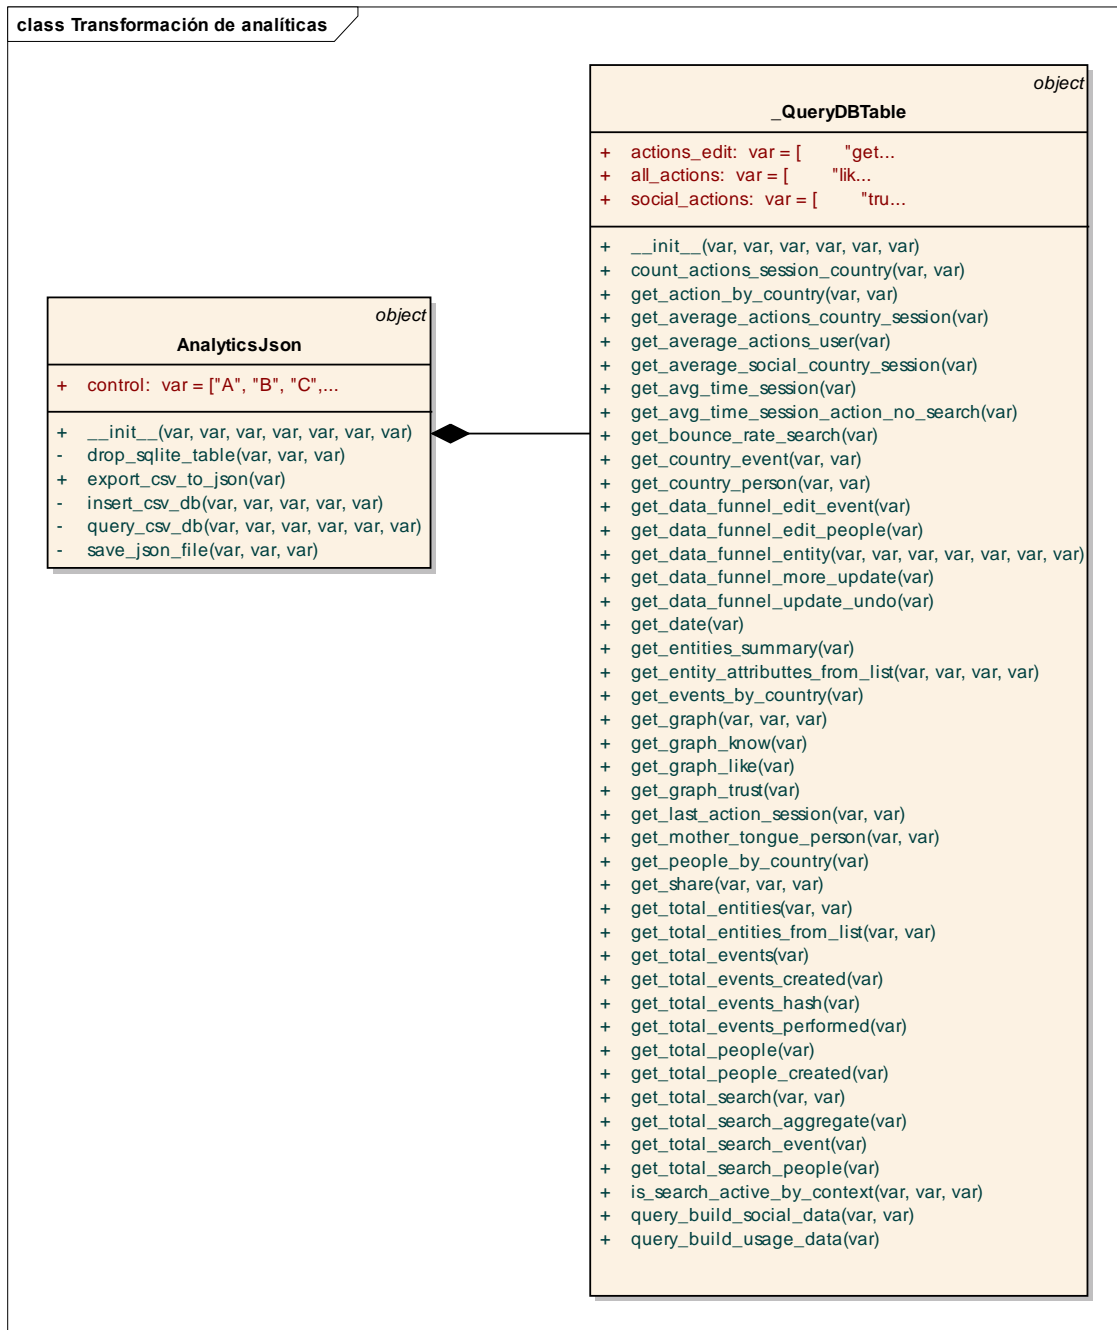 class Transformación de analíticas
object
AnalyticsJson
+ control: var = ["A", "B", "C",...
+ __init__(var, var, var, var, var, var, var)
- drop_sqlite_table(var, var, var)
+ export_csv_to_json(var)
- insert_csv_db(var, var, var, var, var)
- query_csv_db(var, var, var, var, var, var)
- save_json_file(var, var, var)
object
_QueryDBTable
+ actions_edit: var = [ "get...
+ all_actions: var = [ "lik...
+ social_actions: var = [ "tru...
+ __init__(var, var, var, var, var, var)
+ count_actions_session_country(var, var)
+ get_action_by_country(var, var)
+ get_average_actions_country_session(var)
+ get_average_actions_user(var)
+ get_average_social_country_session(var)
+ get_avg_time_session(var)
+ get_avg_time_session_action_no_search(var)
+ get_bounce_rate_search(var)
+ get_country_event(var, var)
+ get_country_person(var, var)
+ get_data_funnel_edit_event(var)
+ get_data_funnel_edit_people(var)
+ get_data_funnel_entity(var, var, var, var, var, var, var)
+ get_data_funnel_more_update(var)
+ get_data_funnel_update_undo(var)
+ get_date(var)
+ get_entities_summary(var)
+ get_entity_attributtes_from_list(var, var, var, var)
+ get_events_by_country(var)
+ get_graph(var, var, var)
+ get_graph_know(var)
+ get_graph_like(var)
+ get_graph_trust(var)
+ get_last_action_session(var, var)
+ get_mother_tongue_person(var, var)
+ get_people_by_country(var)
+ get_share(var, var, var)
+ get_total_entities(var, var)
+ get_total_entities_from_list(var, var)
+ get_total_events(var)
+ get_total_events_created(var)
+ get_total_events_hash(var)
+ get_total_events_performed(var)
+ get_total_people(var)
+ get_total_people_created(var)
+ get_total_search(var, var)
+ get_total_search_aggregate(var)
+ get_total_search_event(var)
+ get_total_search_people(var)
+ is_search_active_by_context(var, var, var)
+ query_build_social_data(var, var)
+ query_build_usage_data(var)